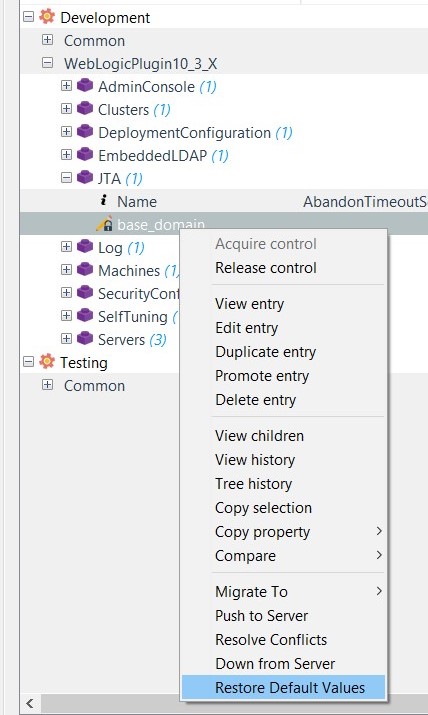 Development
Common
WebLogicPlugin10_3_X
AdminConsole (1)
Clusters (1)
DeploymentConfiguration (1)
EmbeddedLDAP (1)
JTA (1)
Name AbandonTimeoutSe
base_domain
Log (1)
Machines (1)
SecurityConf
SelfTuning (
Servers (3)
Testing
Common
Acquire control
Release control
View entry
Edit entry
Duplicate entry
Promote entry
Delete entry
View children
View history
Tree history
Copy selection
Copy property
Compare
Migrate To
Push to Server
Resolve Conflicts
Down from Server
Restore Default Values